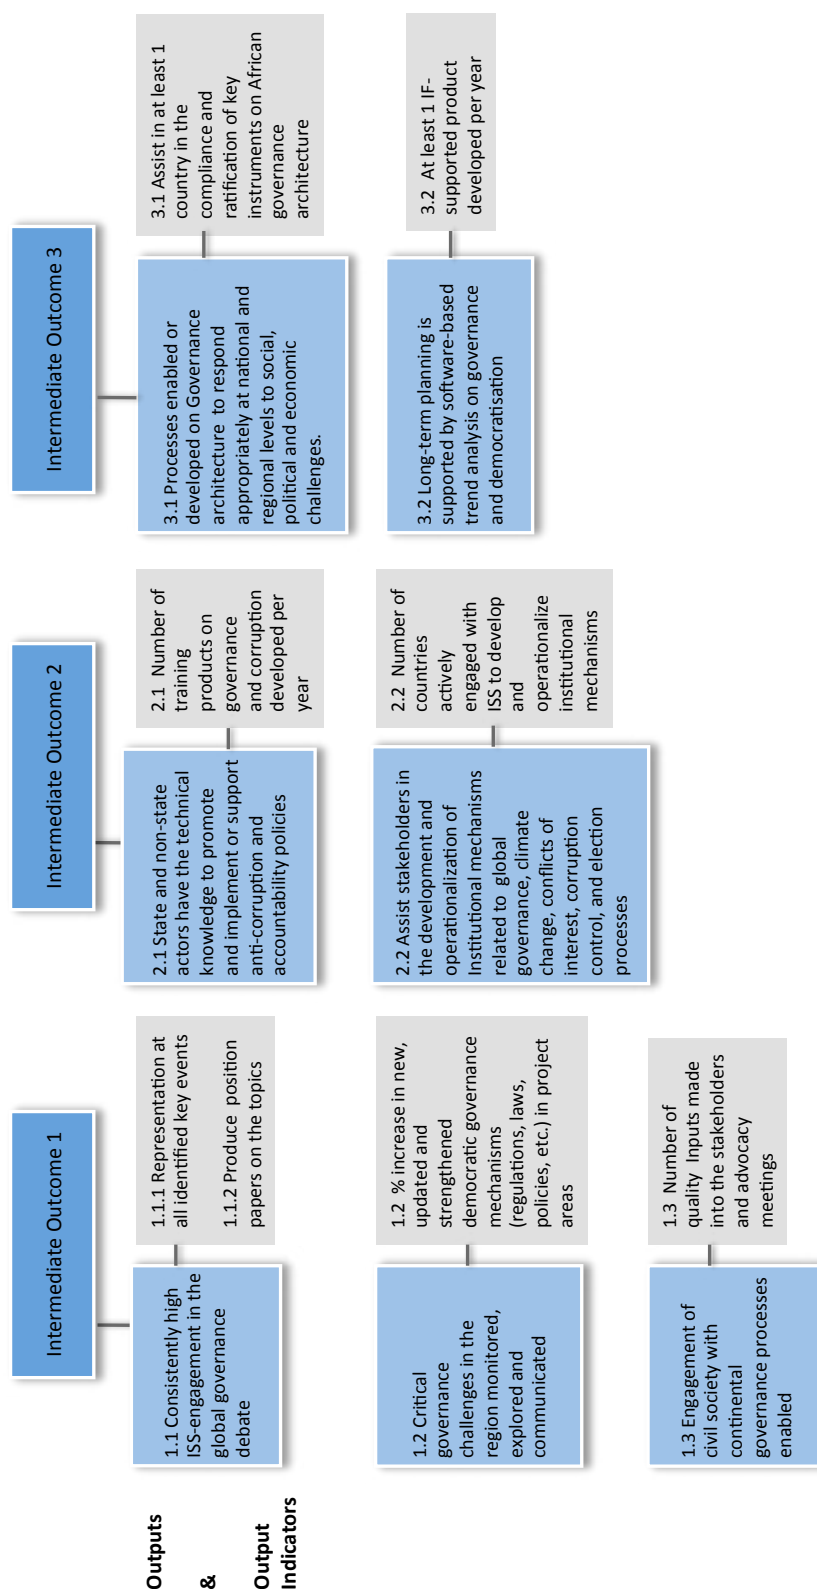 Outputs
&
Output
Indicators
Intermediate Outcome 1
1.1 Consistently high
ISS-engagement in the
global governance
debate
1.1.1 Representation at
all identified key events
1.1.2 Produce position
papers on the topics
1.2 Critical
governance
challenges in the
region monitored,
explored and
communicated
1.2 % increase in new,
updated and
strengthened
democratic governance
mechanisms
(regulations, laws,
policies, etc.) in project
areas
1.3 Engagement of
civil society with
continental
governance processes
enabled
1.3 Number of
quality Inputs made
into the stakeholders
and advocacy
meetings
Intermediate Outcome 2
2.1 State and non-state
actors have the technical
knowledge to promote
and implement or support
anti-corruption and
accountability policies
2.1 Number of
training
products on
governance
and corruption
developed per
year
2.2 Assist stakeholders in
the development and
operationalization of
Institutional mechanisms
related to global
governance, climate
change, conflicts of
interest, corruption
control, and election
processes
2.2 Number of
countries
actively
engaged with
ISS to develop
and
operationalize
institutional
mechanisms
Intermediate Outcome 3
3.1 Processes enabled or
developed on Governance
architecture to respond
appropriately at national and
regional levels to social,
political and economic
challenges.
3.1 Assist in at least 1
country in the
compliance and
ratification of key
instruments on African
governance
architecture
3.2 Long-term planning is
supported by software-based
trend analysis on governance
and democratisation
3.2 At least 1 IF-
supported product
developed per year